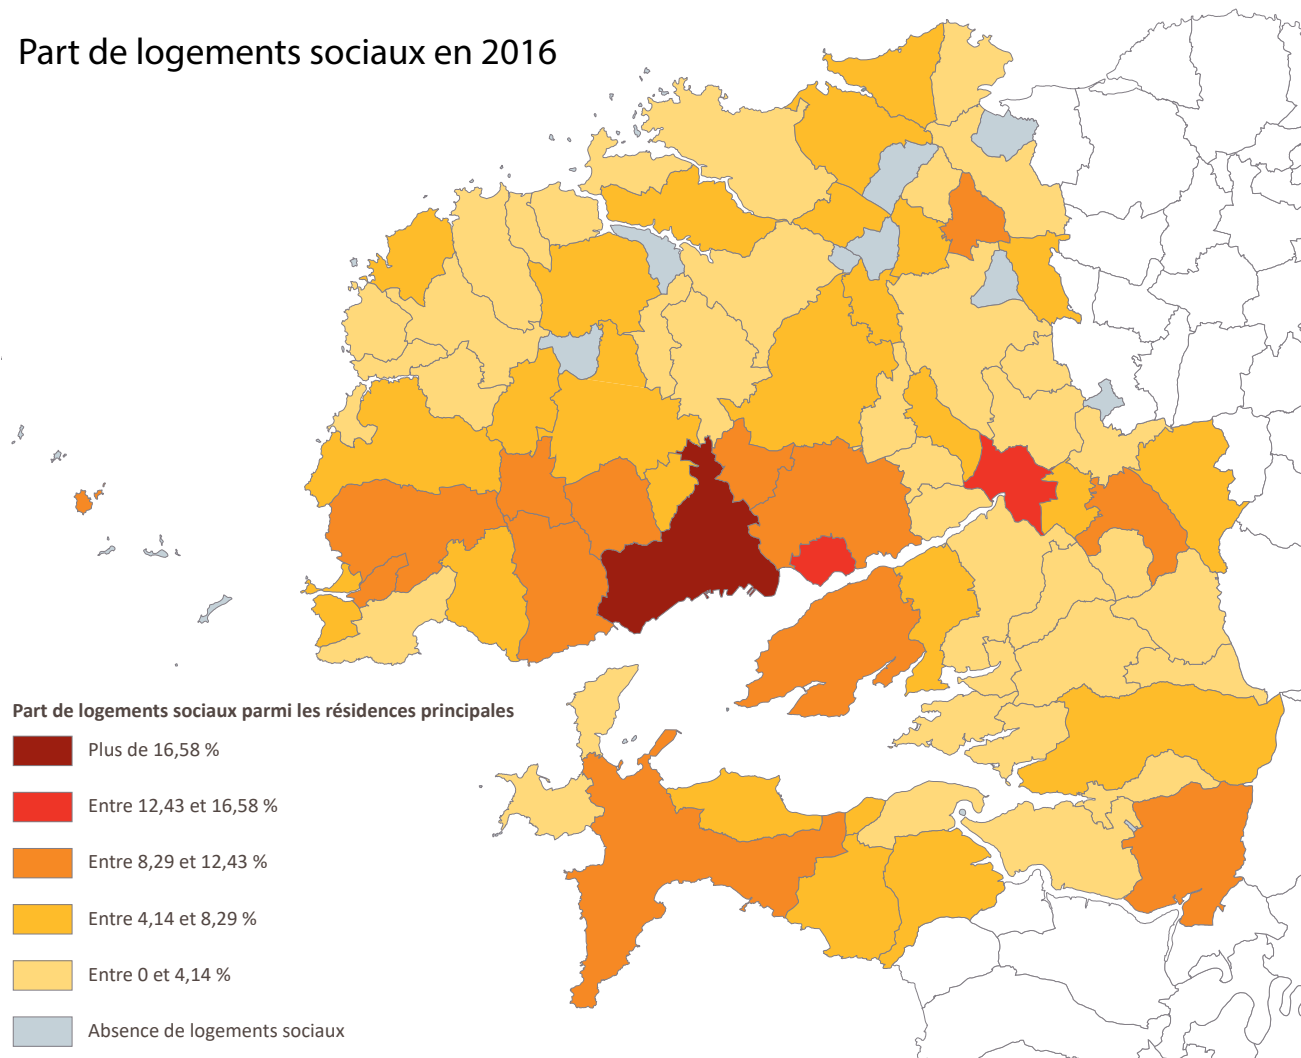 Part de logements sociaux en 2016
Part de logements sociaux parmi les résidences principales
Plus de 16,58 %
Entre 12,43 et 16,58 %
Entre 8,29 et 12,43 %
Entre 4,14 et 8,29 %
Entre 0 et 4,14 %
Absence de logements sociaux